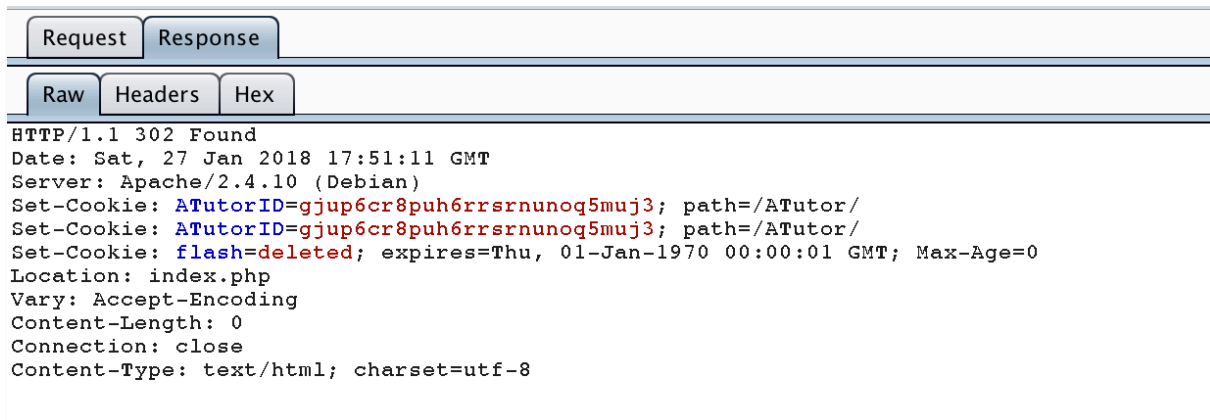 Request Response
Raw Headers Hex
HTTP/1.1 302 Found
Date: Sat, 27 Jan 2018 17:51:11 GMT
Server: Apache/2.4.10 (Debian)
Set-Cookie: ATutorID=gjup6cr8puh6rrsrnunoq5muj3; path=/ATutor/
Set-Cookie: ATutorID=gjup6cr8puh6rrsrnunoq5muj3; path=/ATutor/
Set-Cookie: flash=deleted; expires=Thu, 01-Jan-1970 00:00:01 GMT; Max-Age=0
Location: index.php
Vary: Accept-Encoding
Content-Length: 0
Connection: close
Content-Type: text/html; charset=utf-8